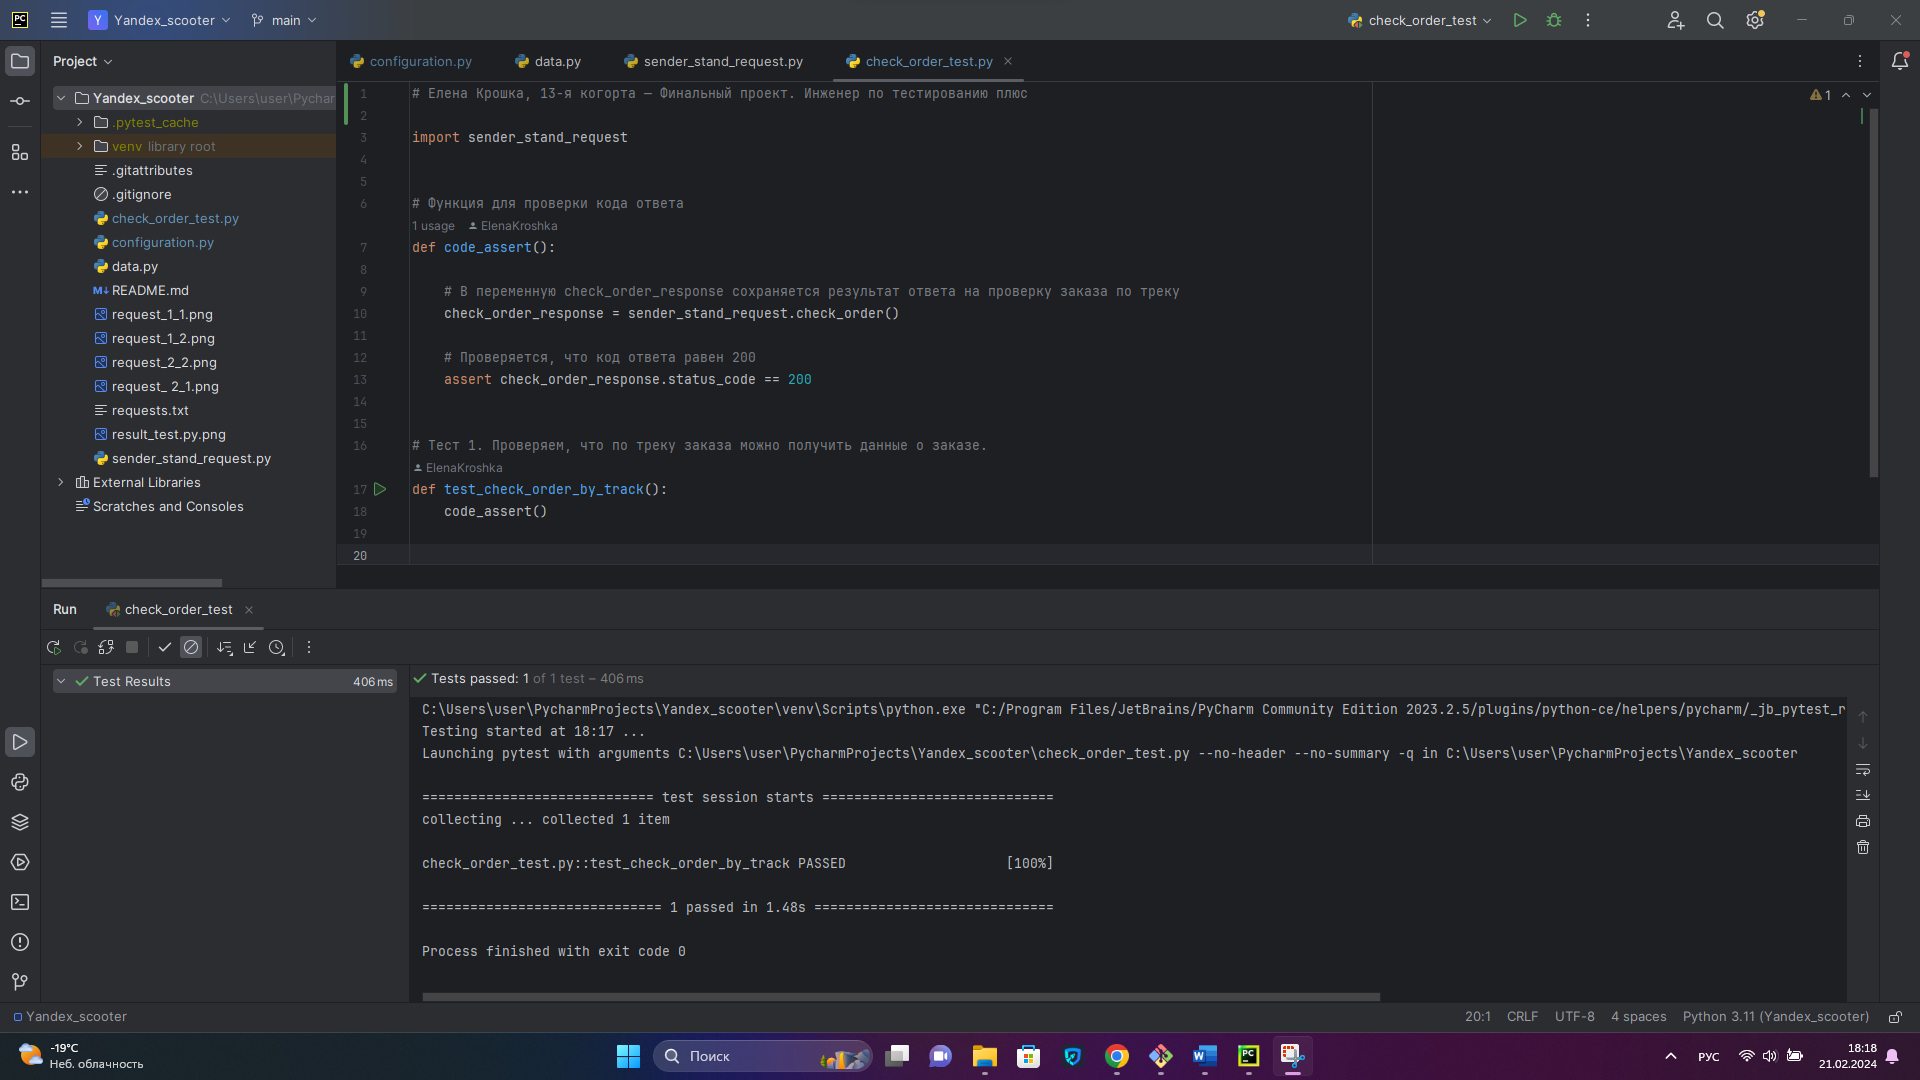 PC
Y Yandex_scooter main check_order_test
Project
configuration.py data.py sender_stand_request.py check_order_test.py
Yandex_scooter C:\Users\user\Pychar
.pytest_cache
venv library root
.gitattributes
.gitignore
check_order_test.py
configuration.py
data.py
M↓ README.md
request_1_1.png
request_1_2.png
request_2_2.png
request_ 2_1.png
requests.txt
result_test.py.png
sender_stand_request.py
External Libraries
Scratches and Consoles
1 # Елена Крошка, 13-я когорта — Финальный проект. Инженер по тестированию плюс
1
2
3 import sender_stand_request
4
5
6 # Функция для проверки кода ответа
1 usage ElenaKroshka
7 def code_assert():
8
9 # В переменную check_order_response сохраняется результат ответа на проверку заказа по треку
10 check_order_response = sender_stand_request.check_order()
11
12 # Проверяется, что код ответа равен 200
13 assert check_order_response.status_code == 200
14
15
16 # Тест 1. Проверяем, что по треку заказа можно получить данные о заказе.
ElenaKroshka
17 def test_check_order_by_track():
18 code_assert()
19
20
Run check_order_test
Test Results 406 ms
Tests passed: 1 of 1 test – 406 ms
C:\Users\user\PycharmProjects\Yandex_scooter\venv\Scripts\python.exe "C:/Program Files/JetBrains/PyCharm Community Edition 2023.2.5/plugins/python-ce/helpers/pycharm/_jb_pytest_r
Testing started at 18:17 ...
Launching pytest with arguments C:\Users\user\PycharmProjects\Yandex_scooter\check_order_test.py --no-header --no-summary -q in C:\Users\user\PycharmProjects\Yandex_scooter
============================= test session starts =============================
collecting ... collected 1 item
check_order_test.py::test_check_order_by_track PASSED [100%]
============================== 1 passed in 1.48s ==============================
Process finished with exit code 0
Yandex_scooter 20:1 CRLF UTF-8 4 spaces Python 3.11 (Yandex_scooter)
-19°C
Неб. облачность
Поиск
W
PC
РУС
18:18
21.02.2024